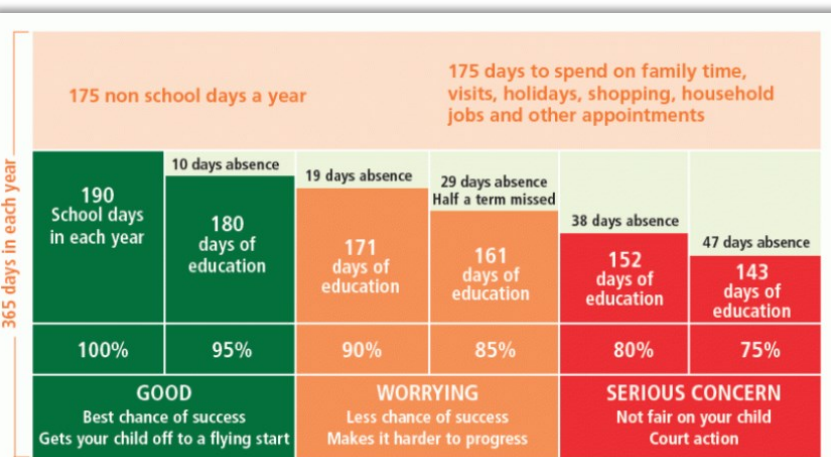 365 days in each year
175 non school days a year
175 days to spend on family time,
visits, holidays, shopping, household
jobs and other appointments
190
School days
in each year
10 days absence
180
days of
education
19 days absence
171
days of
education
29 days absence
Half a term missed
161
days of
education
38 days absence
152
days of
education
47 days absence
143
days of
education
100%
95%
90%
85%
80%
75%
GOOD
Best chance of success
Gets your child off to a flying start
WORRYING
Less chance of success
Makes it harder to progress
SERIOUS CONCERN
Not fair on your child
Court action